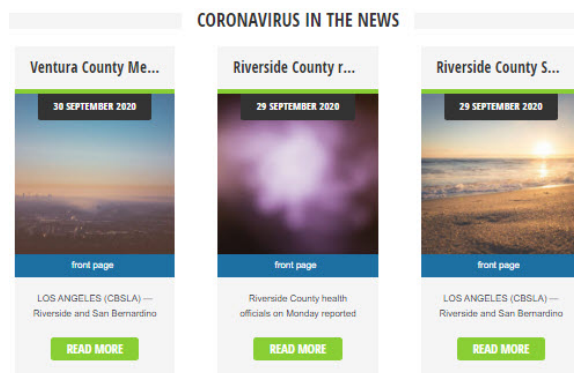 CORONAVIRUS IN THE NEWS
Ventura County Me...
30 SEPTEMBER 2020
front page
LOS ANGELES (CBSLA) —
Riverside and San Bernardino
READ MORE
Riverside County r...
29 SEPTEMBER 2020
front page
Riverside County health
officials on Monday reported
READ MORE
Riverside County S...
29 SEPTEMBER 2020
front page
LOS ANGELES (CBSLA) —
Riverside and San Bernardino
READ MORE